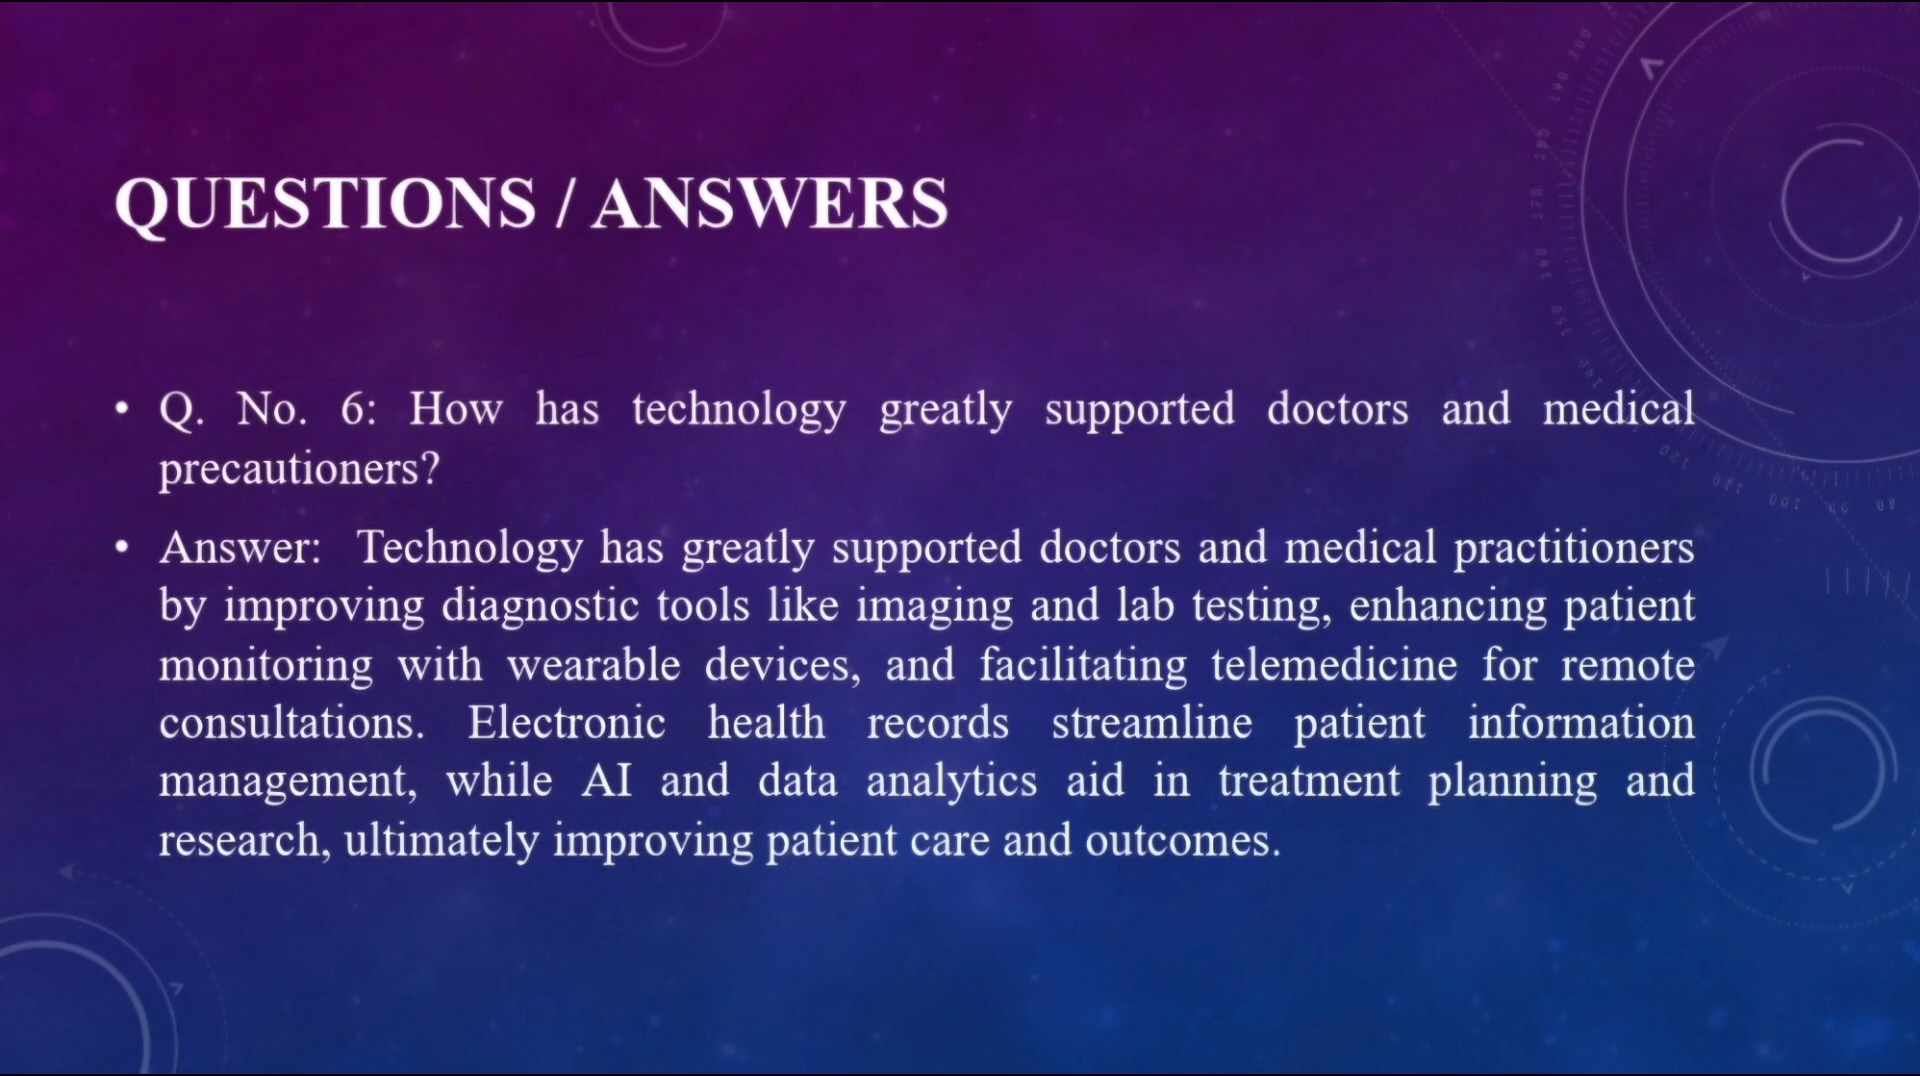 QUESTIONS / ANSWERS
• Q. No. 6: How has technology greatly supported doctors and medical
precautioners?
• Answer: Technology has greatly supported doctors and medical practitioners
by improving diagnostic tools like imaging and lab testing, enhancing patient
monitoring with wearable devices, and facilitating telemedicine for remote
consultations. Electronic health records streamline patient information
management, while AI and data analytics aid in treatment planning and
research, ultimately improving patient care and outcomes.